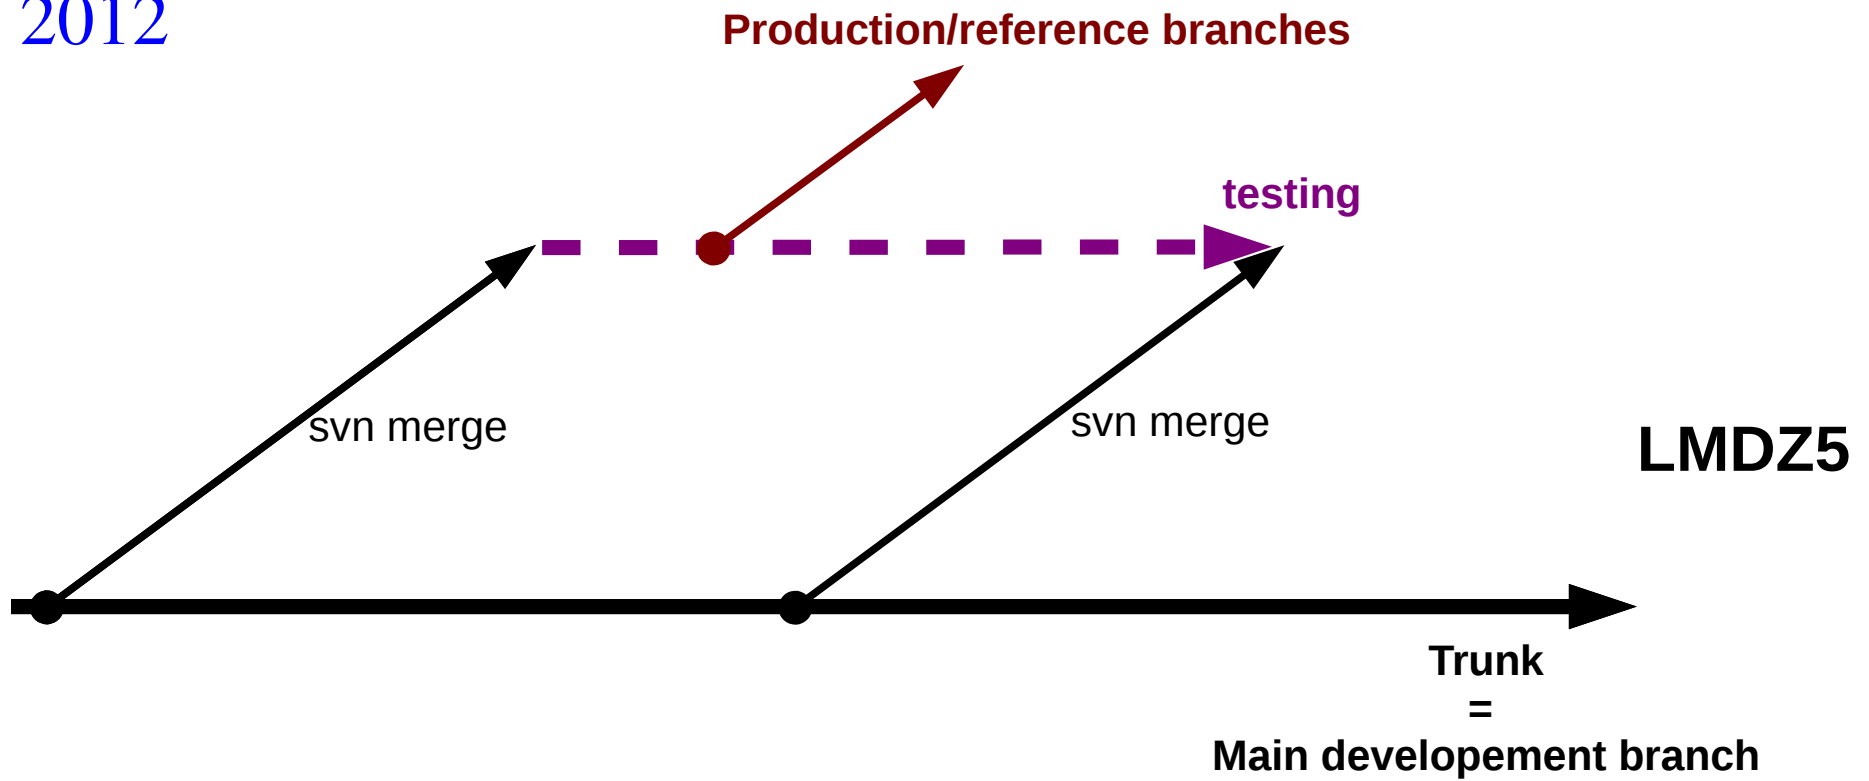 2012
Production/reference branches
testing
svn merge
svn merge
LMDZ5
Trunk
=
Main developement branch